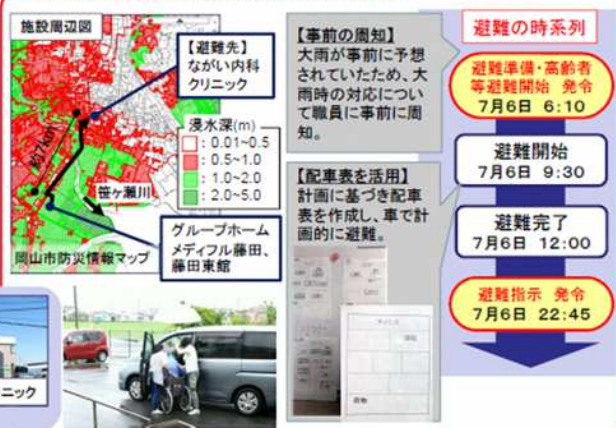 施設周辺図
【避難先】
ながい内科
クリニック
浸水深(m)
: 0.01~0.5
: 0.5~1.0
: 1.0~2.0
: 2.0~5.0
約7km
笹ヶ瀬川
グループホーム
メディフル藤田、
藤田東館
岡山市防災情報マップ
ニック
【事前の周知】
大雨が事前に予想
されていたため、大
雨時の対応につい
て職員に事前に周
知。
【配車表を活用】
計画に基づき配車
表を作成し、車で計
画的に避難。
避難の時系列
避難準備・高齢者
等避難開始 発令
7月6日 6:10
避難開始
7月6日 9:30
避難完了
7月6日 12:00
避難指示 発令
7月6日 22:45